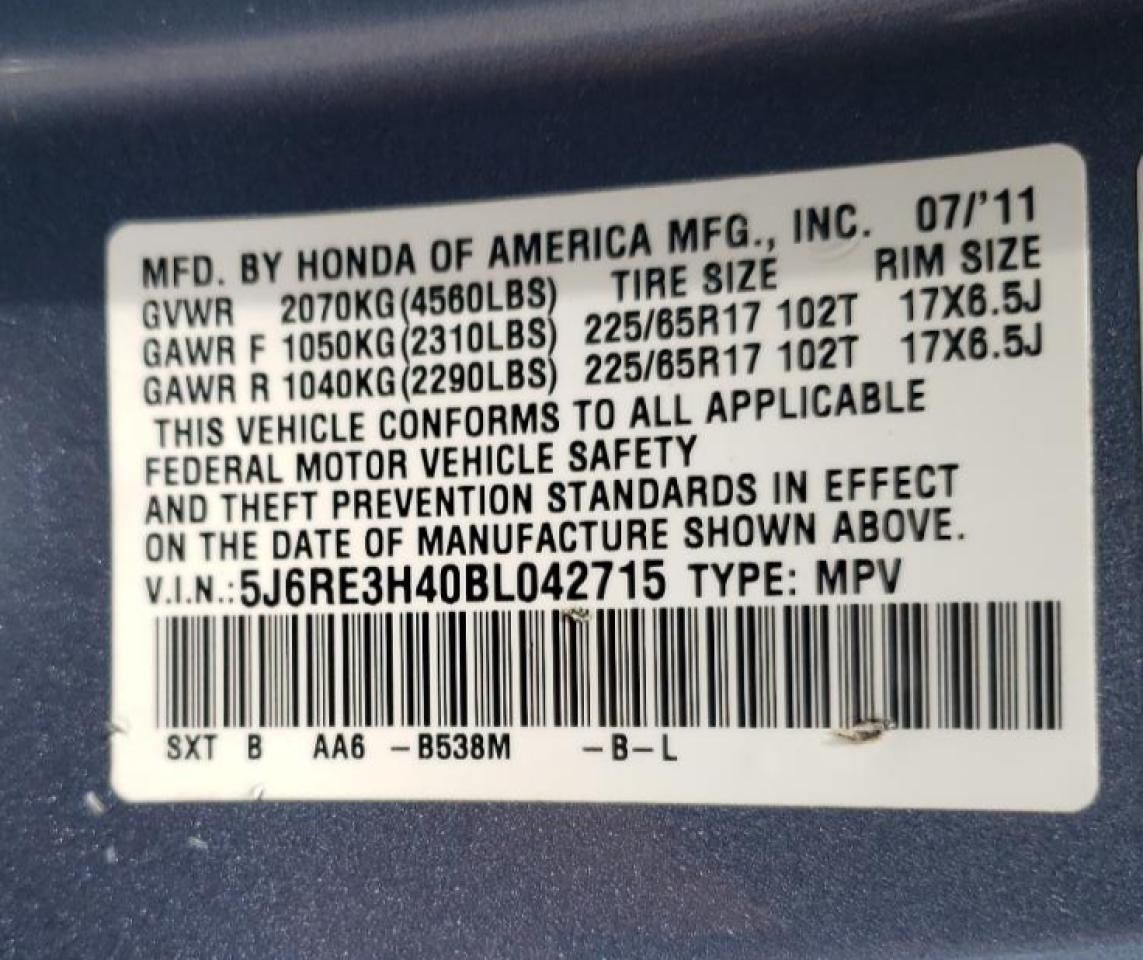 MFD. BY HONDA OF AMERICA MFG., INC. 07/'11
GVWR 2070KG(4560LBS) TIRE SIZE RIM SIZE
GAWR F 1050KG(2310LBS) 225/65R17 102T 17X6.5J
GAWR R 1040KG(2290LBS) 225/65R17 102T 17X6.5J
THIS VEHICLE CONFORMS TO ALL APPLICABLE
FEDERAL MOTOR VEHICLE SAFETY
AND THEFT PREVENTION STANDARDS IN EFFECT
ON THE DATE OF MANUFACTURE SHOWN ABOVE.
V.I.N.:5J6RE3H40BL042715 TYPE: MPV
SXT B AA6 -B538M -B-L